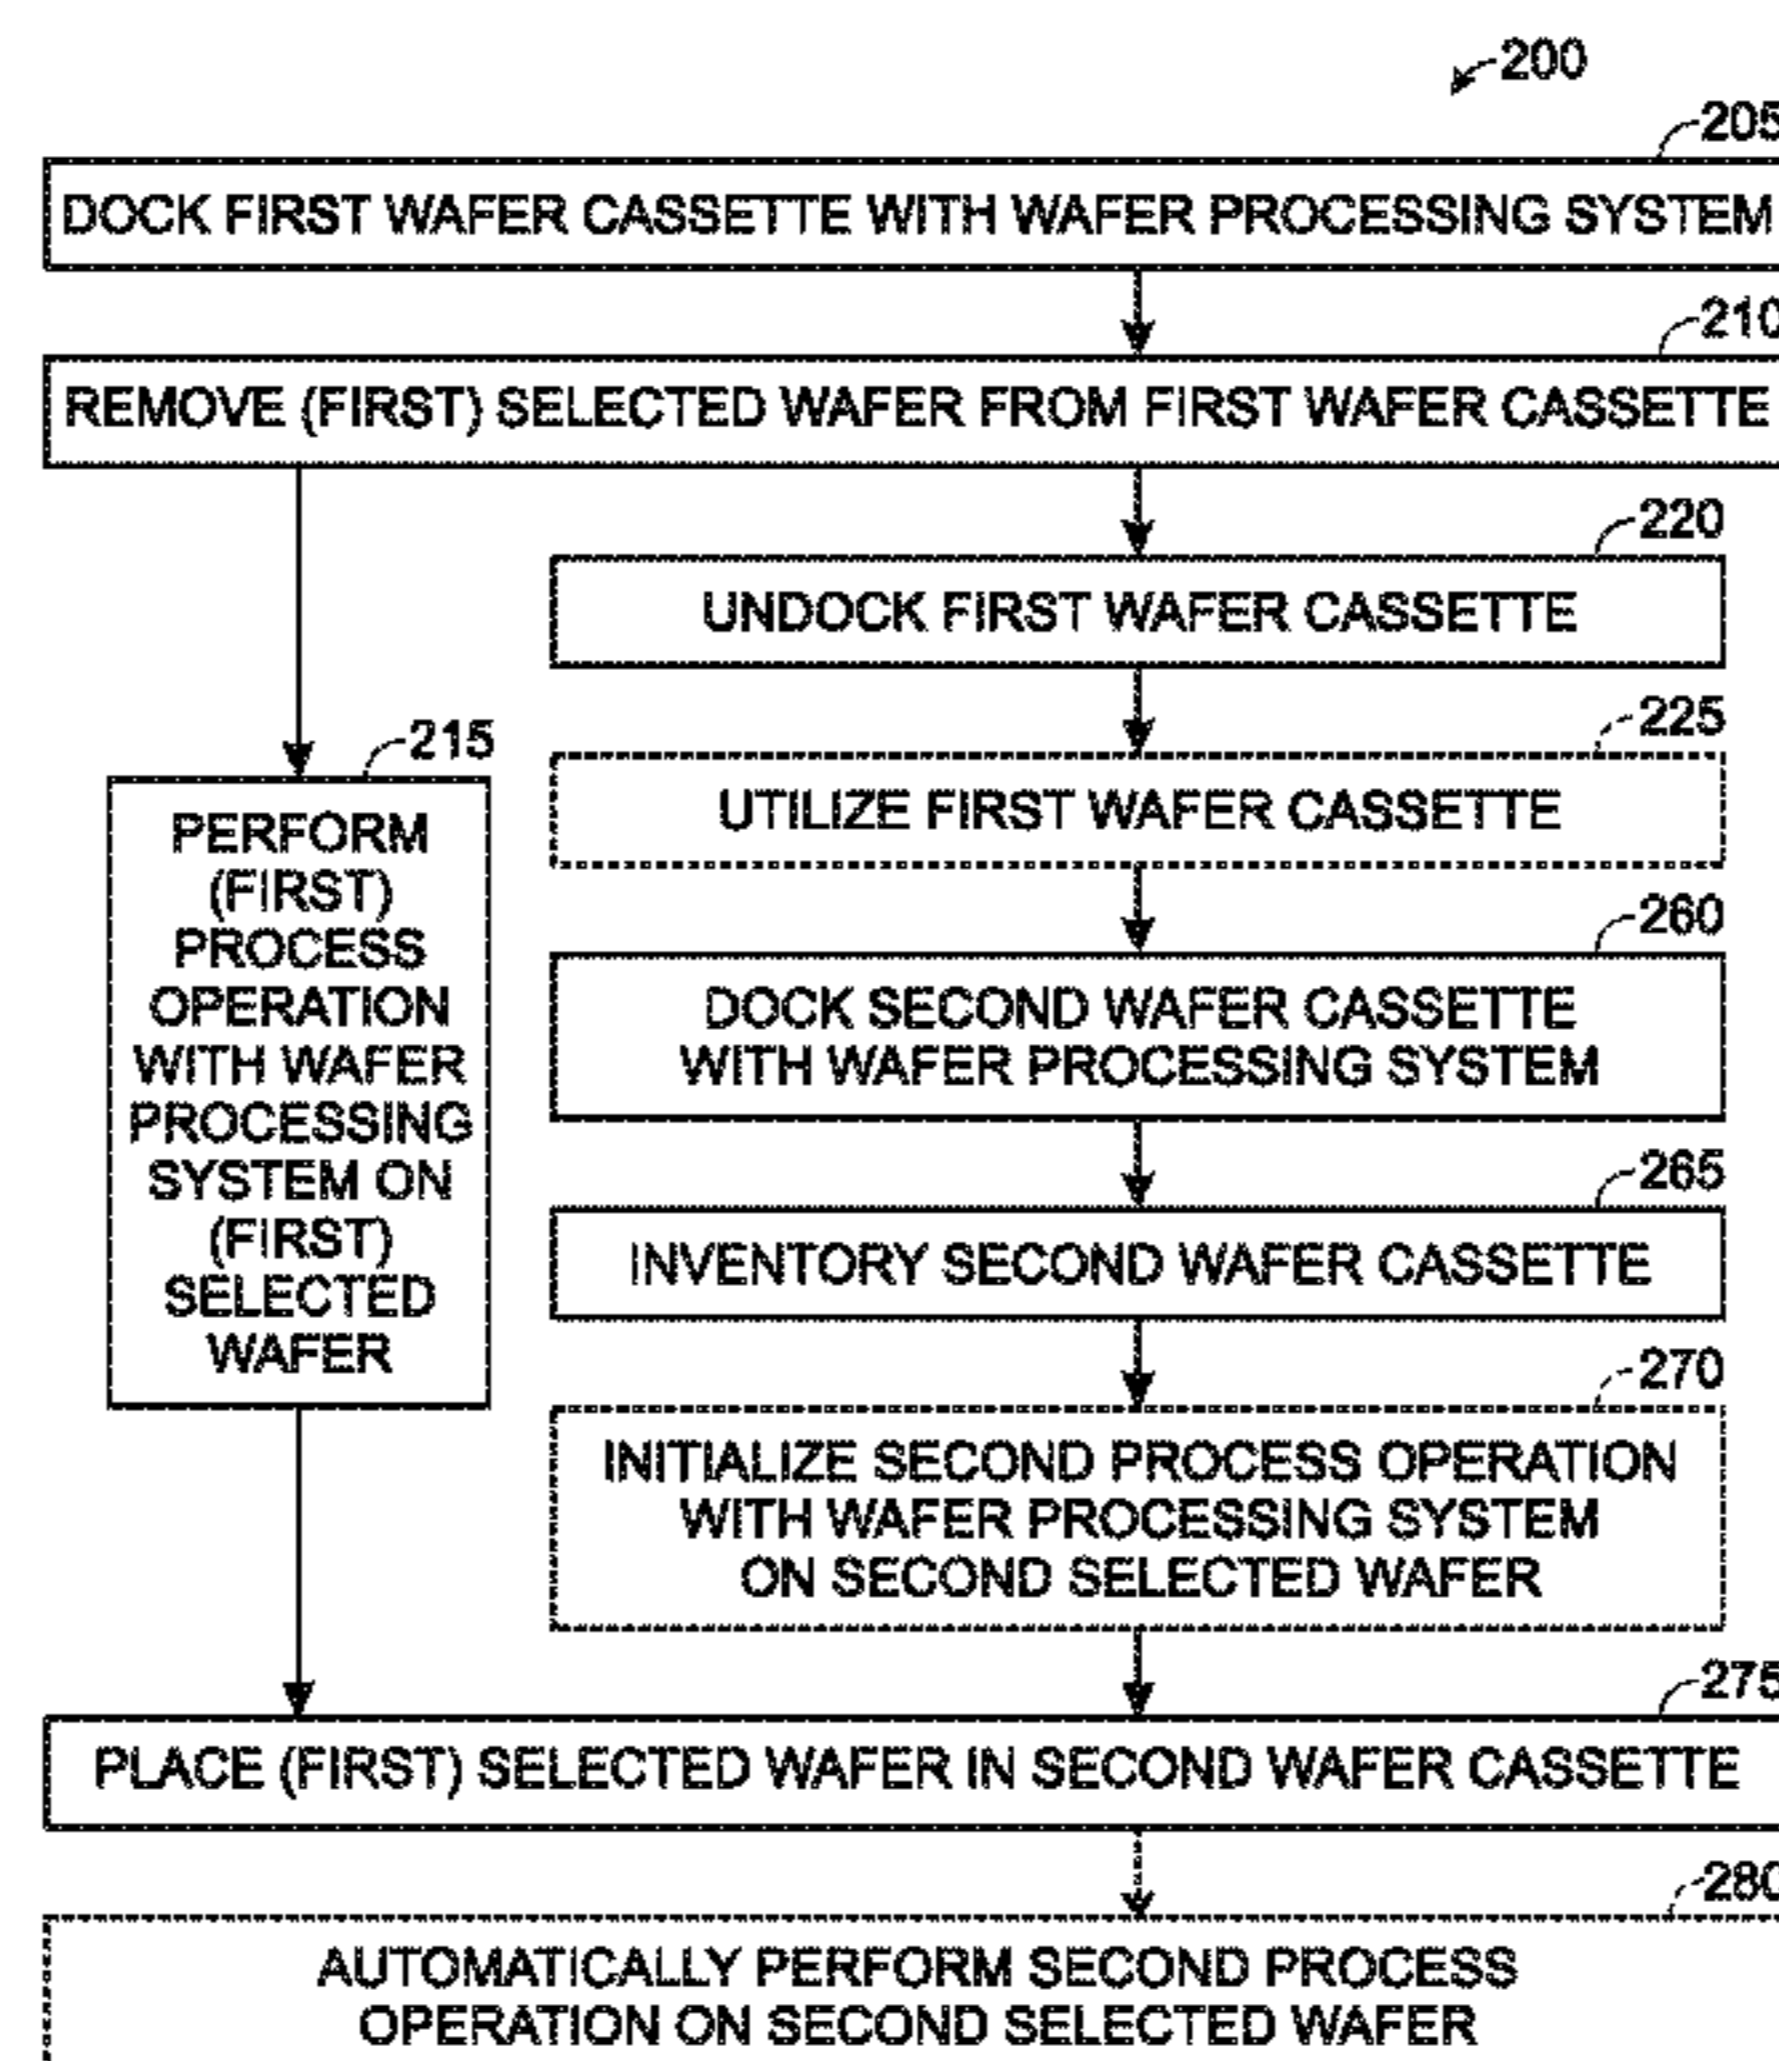 200
205
DOCK FIRST WAFER CASSETTE WITH WAFER PROCESSING SYSTEM
210
REMOVE (FIRST) SELECTED WAFER FROM FIRST WAFER CASSETTE
220
UNDOCK FIRST WAFER CASSETTE
225
UTILIZE FIRST WAFER CASSETTE
215
PERFORM
(FIRST)
PROCESS
OPERATION
WITH WAFER
PROCESSING
SYSTEM ON
(FIRST)
SELECTED
WAFER
260
DOCK SECOND WAFER CASSETTE
WITH WAFER PROCESSING SYSTEM
265
INVENTORY SECOND WAFER CASSETTE
270
INITIALIZE SECOND PROCESS OPERATION
WITH WAFER PROCESSING SYSTEM
ON SECOND SELECTED WAFER
275
PLACE (FIRST) SELECTED WAFER IN SECOND WAFER CASSETTE
280
AUTOMATICALLY PERFORM SECOND PROCESS
OPERATION ON SECOND SELECTED WAFER